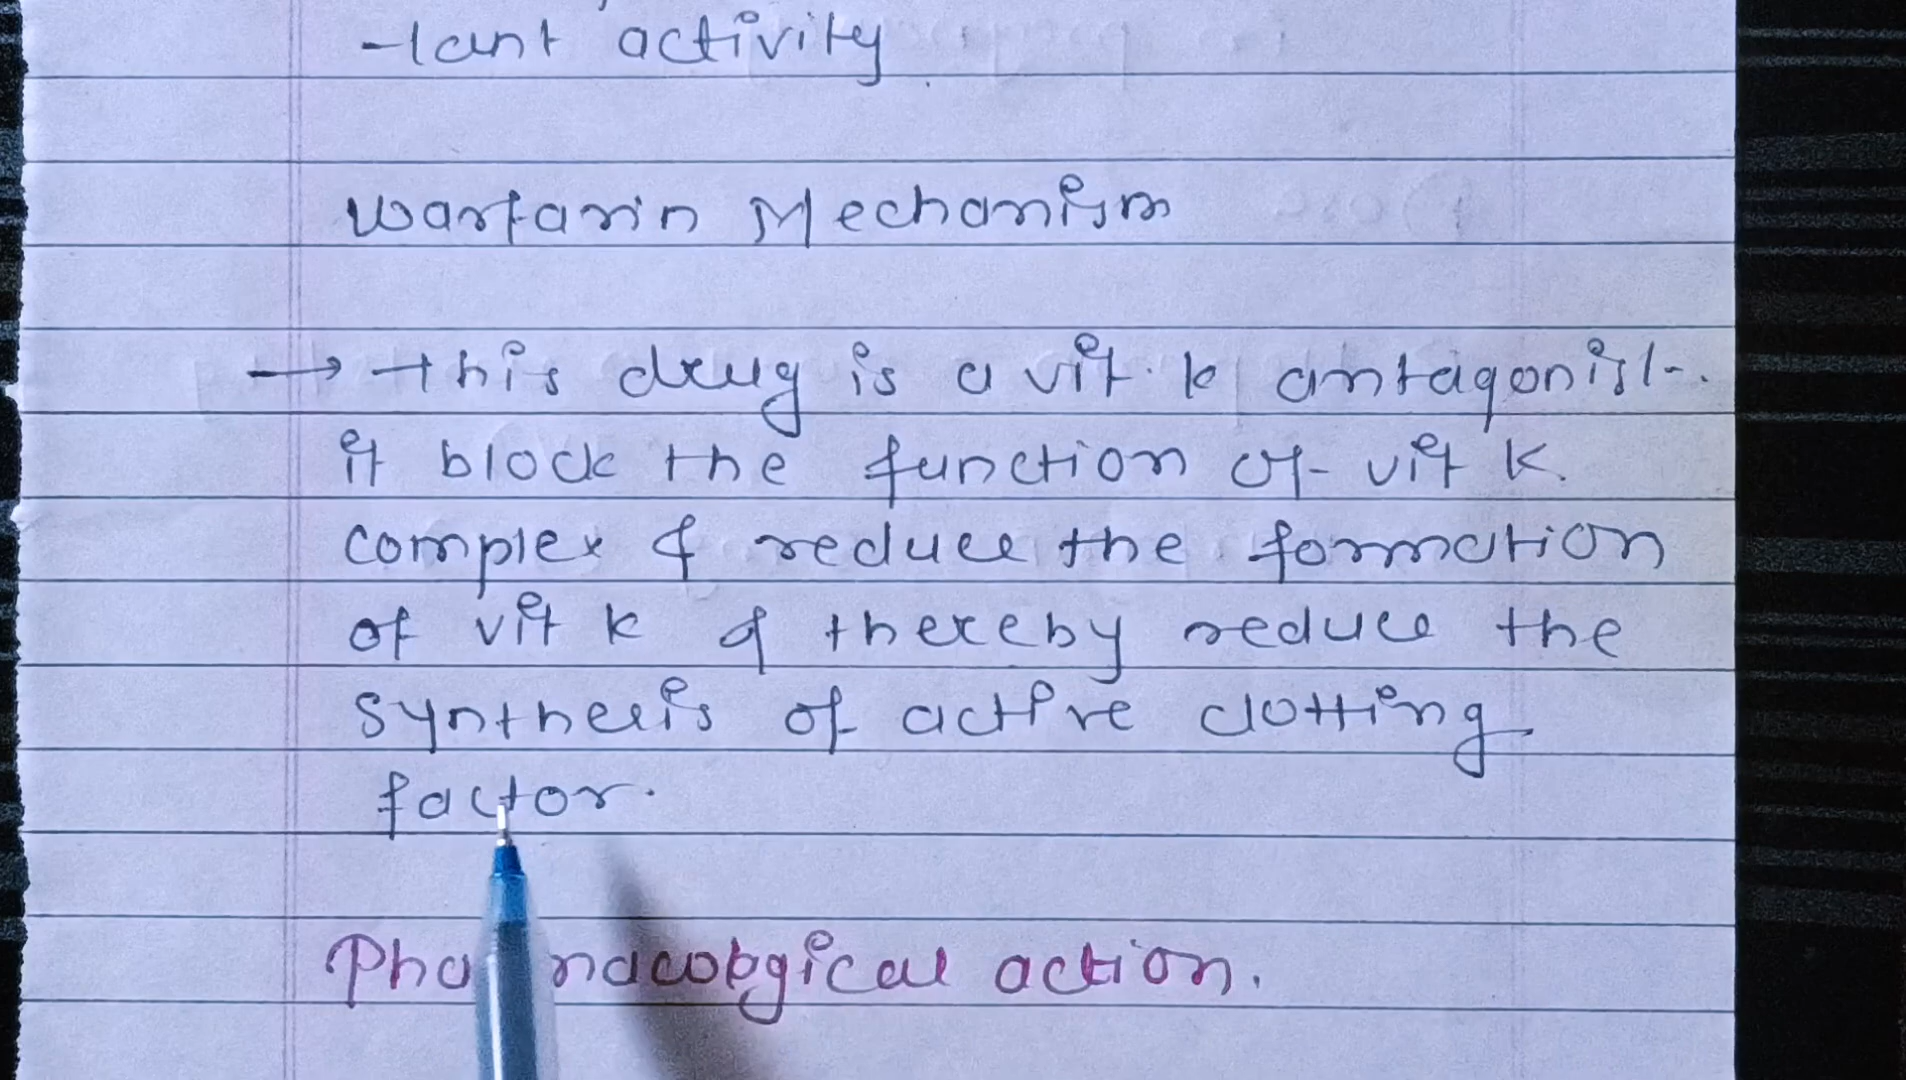 -lant activity
Warfarin Mechanism
→ This drug is a vit. k antagonist.
it block the function of vit K.
complex & reduce the formation
of vit k & thereby reduce the
synthesis of active clotting
factor.
Pharmacological action.